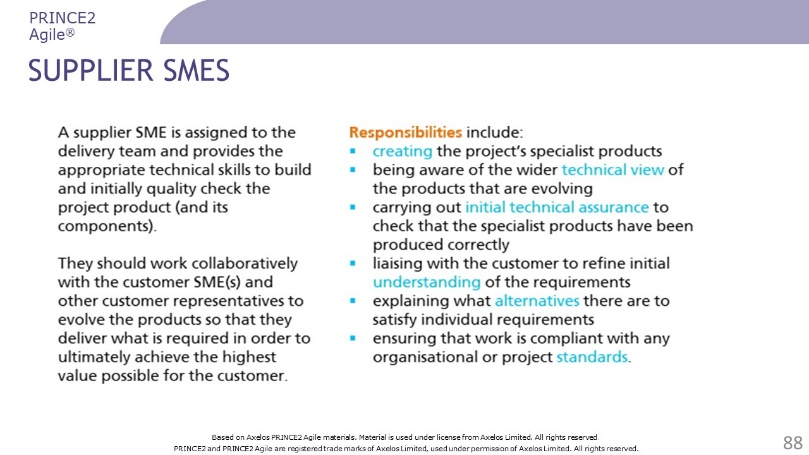 PRINCE2
Agile®
SUPPLIER SMES
A supplier SME is assigned to the
delivery team and provides the
appropriate technical skills to build
and initially quality check the
project product (and its
components).
They should work collaboratively
with the customer SME(s) and
other customer representatives to
evolve the products so that they
deliver what is required in order to
ultimately achieve the highest
value possible for the customer.
Responsibilities include:
▪ creating the project's specialist products
▪ being aware of the wider technical view of
the products that are evolving
▪ carrying out initial technical assurance to
check that the specialist products have been
produced correctly
▪ liaising with the customer to refine initial
understanding of the requirements
▪ explaining what alternatives there are to
satisfy individual requirements
▪ ensuring that work is compliant with any
organisational or project standards.
Based on Axelos PRINCE2 Agile materials. Material is used under license from Axelos Limited. All rights reserved
PRINCE2 and PRINCE2 Agile are registered trade marks of Axelos Limited, used under permission of Axelos Limited. All rights reserved.
88